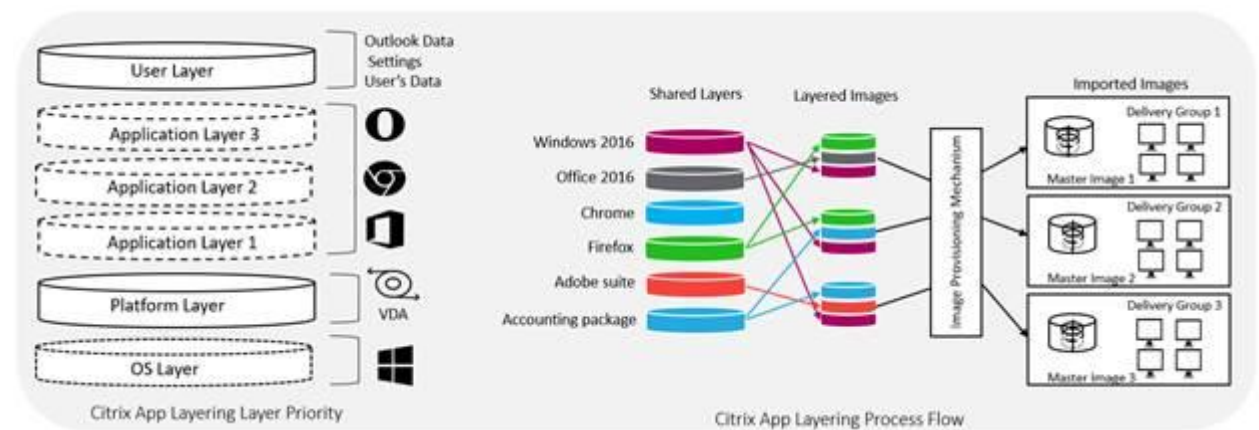 User Layer
Outlook Data
Settings
User's Data
Application Layer 3
Application Layer 2
Application Layer 1
Platform Layer
VDA
OS Layer
Citrix App Layering Layer Priority
Shared Layers
Layered Images
Windows 2016
Office 2016
Chrome
Firefox
Adobe suite
Accounting package
Image Provisioning Mechanism
Imported Images
Delivery Group 1
Master Image 1
Delivery Group 2
Master Image 2
Delivery Group 3
Master Image 3
Citrix App Layering Process Flow